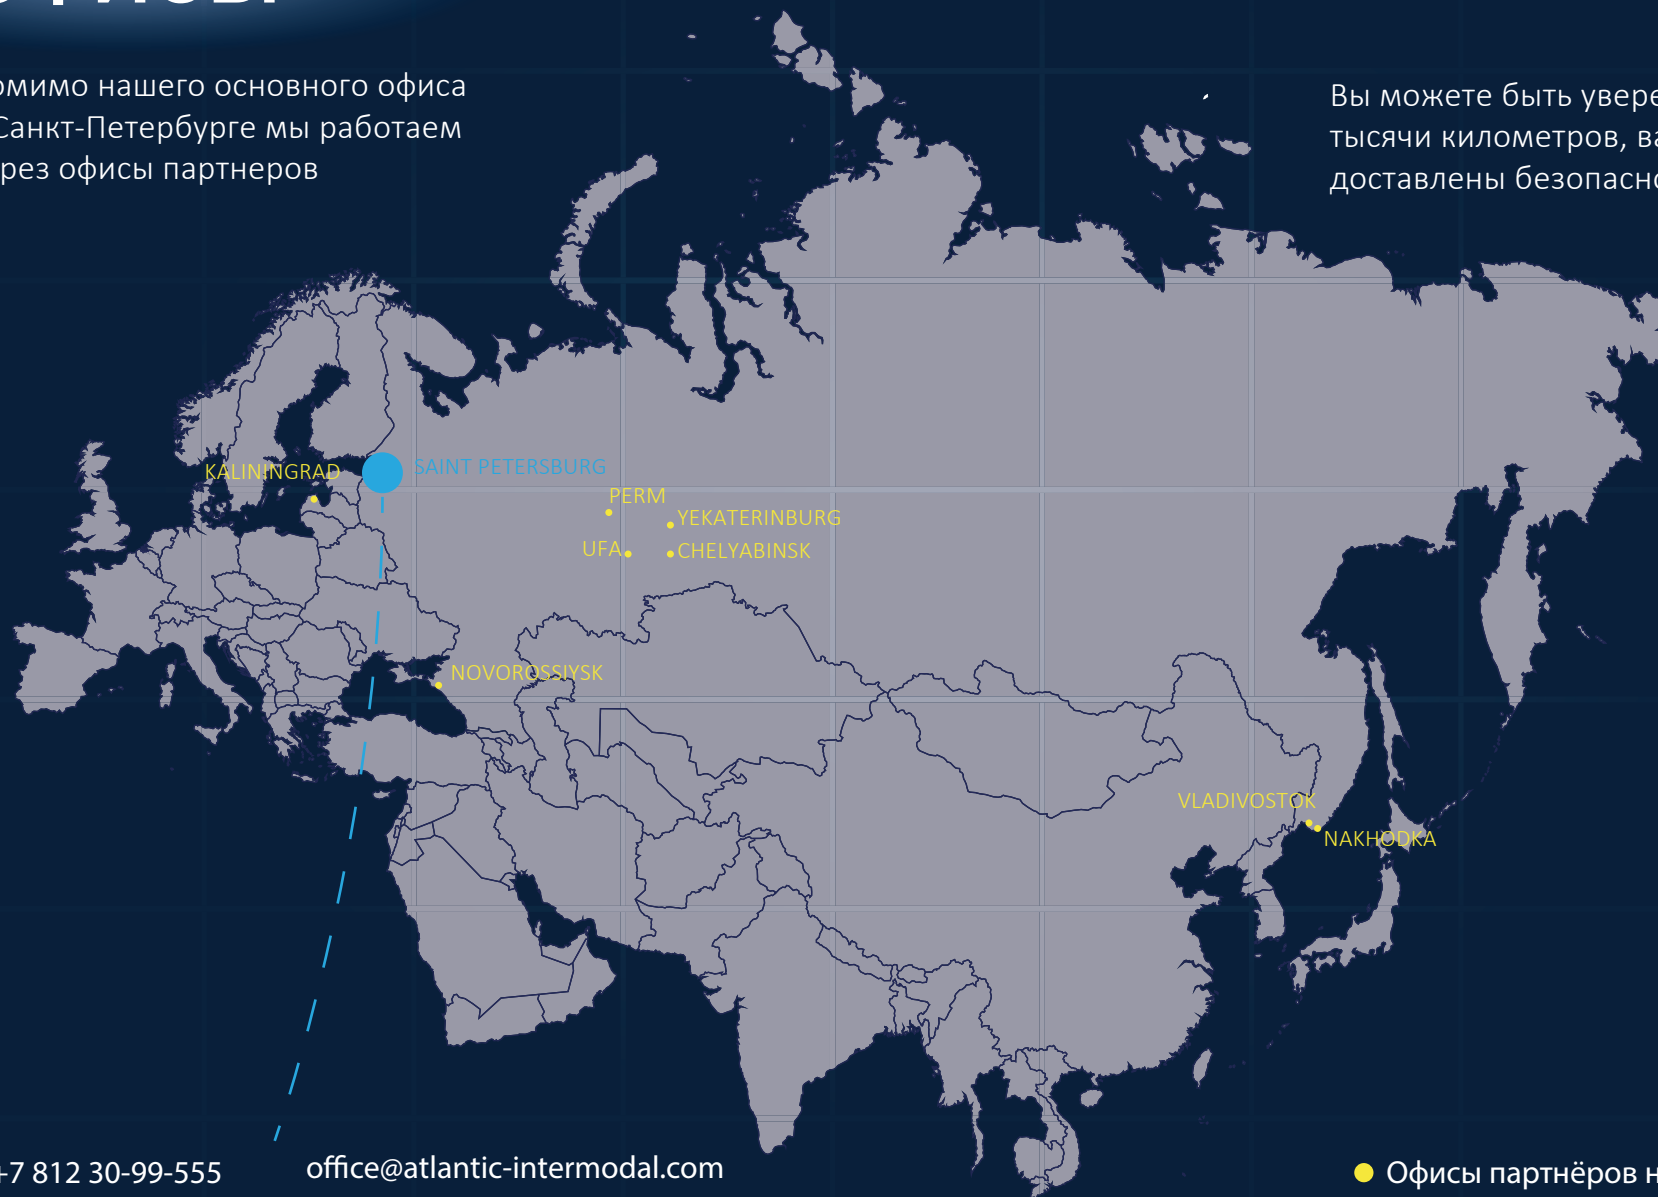 омимо нашего основного офиса
Санкт-Петербурге мы работаем
рез офисы партнеров
Вы можете быть увере
тысячи километров, ва
доставлены безопасно
KALININGRAD
SAINT PETERSBURG
PERM
YEKATERINBURG
UFA
CHELYABINSK
NOVOROSSIYSK
VLADIVOSTOK
NAKHODKA
+7 812 30-99-555
office@atlantic-intermodal.com
Офисы партнёров н